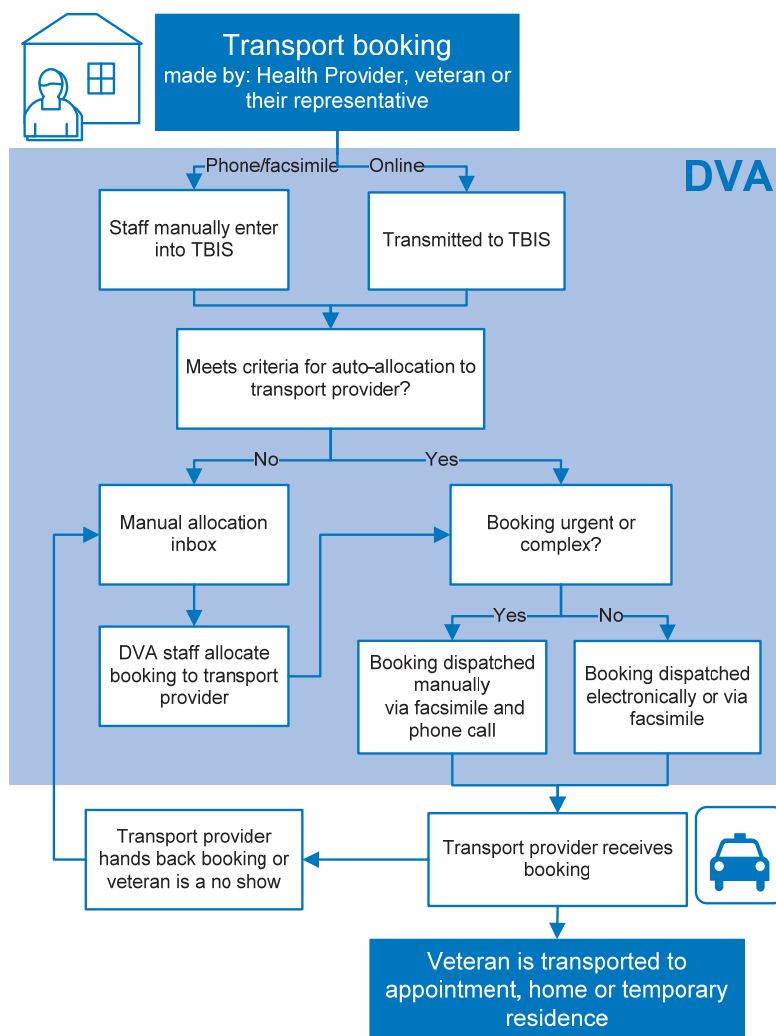 Transport booking
made by: Health Provider, veteran or
their representative
DVA
Phone/facsimile
Online
Staff manually enter
into TBIS
Transmitted to TBIS
Meets criteria for auto-allocation to
transport provider?
No
Yes
Manual allocation
inbox
Booking urgent or
complex?
Yes
No
DVA staff allocate
booking to transport
provider
Booking dispatched
manually
via facsimile and
phone call
Booking dispatched
electronically or via
facsimile
Transport provider
hands back booking or
veteran is a no show
Transport provider receives
booking
Veteran is transported to
appointment, home or temporary
residence